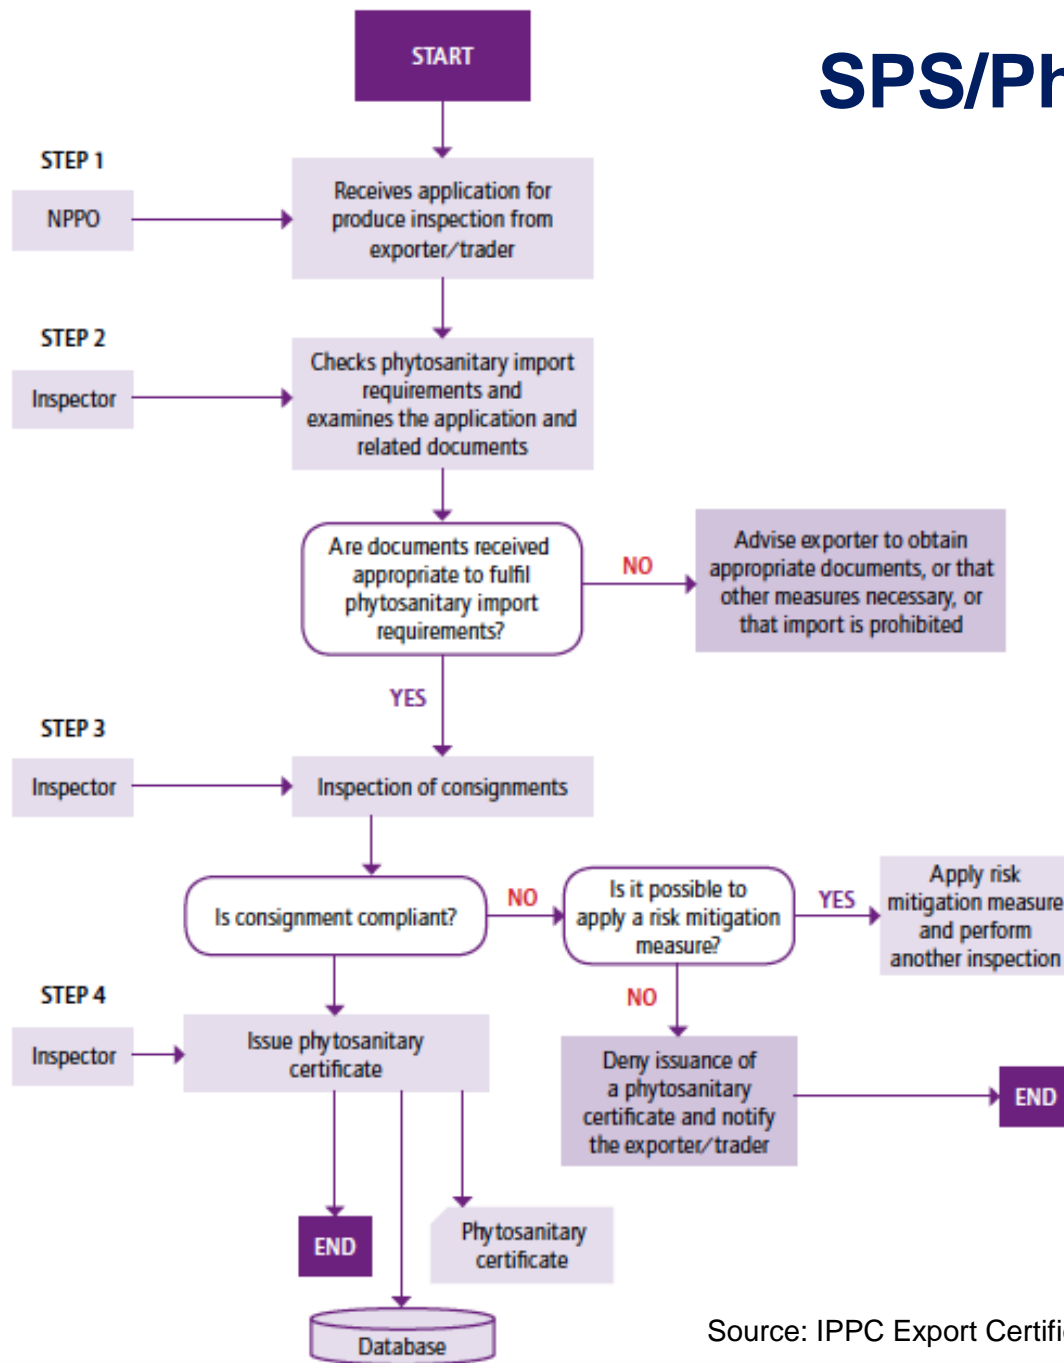 START
SPS/Ph
STEP 1
NPPO
Receives application for
produce inspection from
exporter/trader
STEP 2
Inspector
Checks phytosanitary import
requirements and
examines the application and
related documents
Are documents received
appropriate to fulfil
phytosanitary import
requirements?
NO
Advise exporter to obtain
appropriate documents, or that
other measures necessary, or
that import is prohibited
YES
STEP 3
Inspector
Inspection of consignments
Is consignment compliant?
NO
Is it possible to
apply a risk mitigation
measure?
YES
Apply risk
mitigation measure
and perform
another inspection
NO
STEP 4
Inspector
Issue phytosanitary
certificate
Deny issuance of
a phytosanitary
certificate and notify
the exporter/trader
END
END
Phytosanitary
certificate
Database
Source: IPPC Export Certific